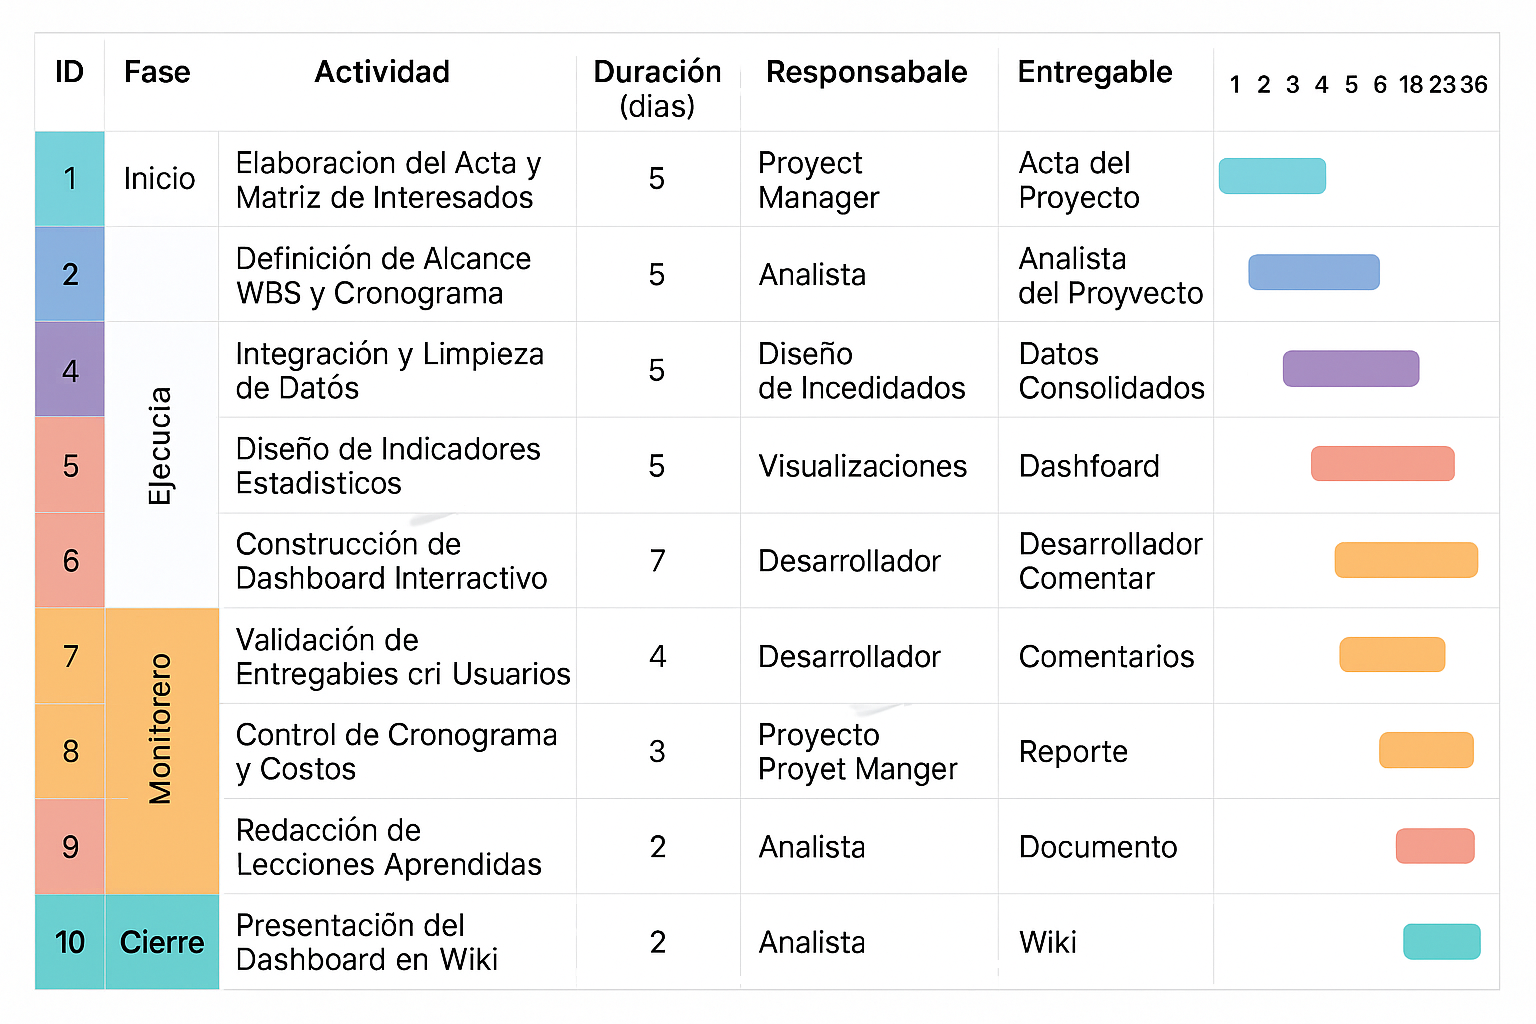 ID Fase Actividad Duración Responsabale Entregable
(dias)
1 2 3 4 5 6 18 23 36
1 Inicio Elaboracion del Acta y
Matriz de Interesados
5 Proyect
Manager
Acta del
Proyecto
2 Definición de Alcance
WBS y Cronograma
5 Analista Analista
del Proyvecto
Ejecucia
4 Integración y Limpieza
de Datós
5 Diseño
de Incedidados
Datos
Consolidados
5 Diseño de Indicadores
Estadisticos
5 Visualizaciones Dashfoard
6 Construcción de
Dashboard Interractivo
7 Desarrollador Desarrollador
Comentar
Monitorero
7 Validación de
Entregabies cri Usuarios
4 Desarrollador Comentarios
8 Control de Cronograma
y Costos
3 Proyecto
Proyet Manger
Reporte
9 Redacción de
Lecciones Aprendidas
2 Analista Documento
10 Cierre Presentaciõn del
Dashboard en Wiki
2 Analista Wiki